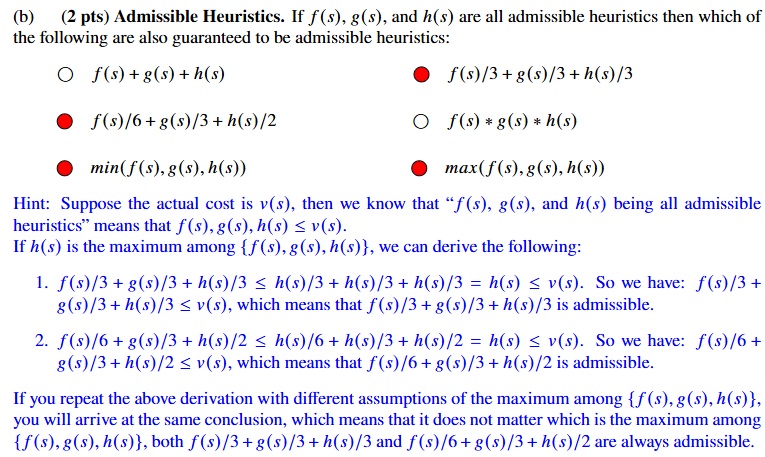 (b) (2 pts) Admissible Heuristics. If f(s), g(s), and h(s) are all admissible heuristics then which of
the following are also guaranteed to be admissible heuristics:
f(s)+g(s)+h(s) f(s)/3+g(s)/3+h(s)/3
f(s)/6+g(s)/3+h(s)/2 f(s)∗g(s)∗h(s)
min(f(s),g(s),h(s)) max(f(s),g(s),h(s))
Hint: Suppose the actual cost is v(s), then we know that “f(s), g(s), and h(s) being all admissible
heuristics” means that f(s),g(s),h(s) ≤ v(s).
If h(s) is the maximum among {f(s),g(s),h(s)}, we can derive the following:
1. f(s)/3 + g(s)/3 + h(s)/3 ≤ h(s)/3 + h(s)/3 + h(s)/3 = h(s) ≤ v(s). So we have: f(s)/3 +
g(s)/3+h(s)/3 ≤ v(s), which means that f(s)/3+g(s)/3+h(s)/3 is admissible.
2. f(s)/6 + g(s)/3 + h(s)/2 ≤ h(s)/6 + h(s)/3 + h(s)/2 = h(s) ≤ v(s). So we have: f(s)/6 +
g(s)/3+h(s)/2 ≤ v(s), which means that f(s)/6+g(s)/3+h(s)/2 is admissible.
If you repeat the above derivation with different assumptions of the maximum among {f(s),g(s),h(s)},
you will arrive at the same conclusion, which means that it does not matter which is the maximum among
{f(s),g(s),h(s)}, both f(s)/3+g(s)/3+h(s)/3 and f(s)/6+g(s)/3+h(s)/2 are always admissible.